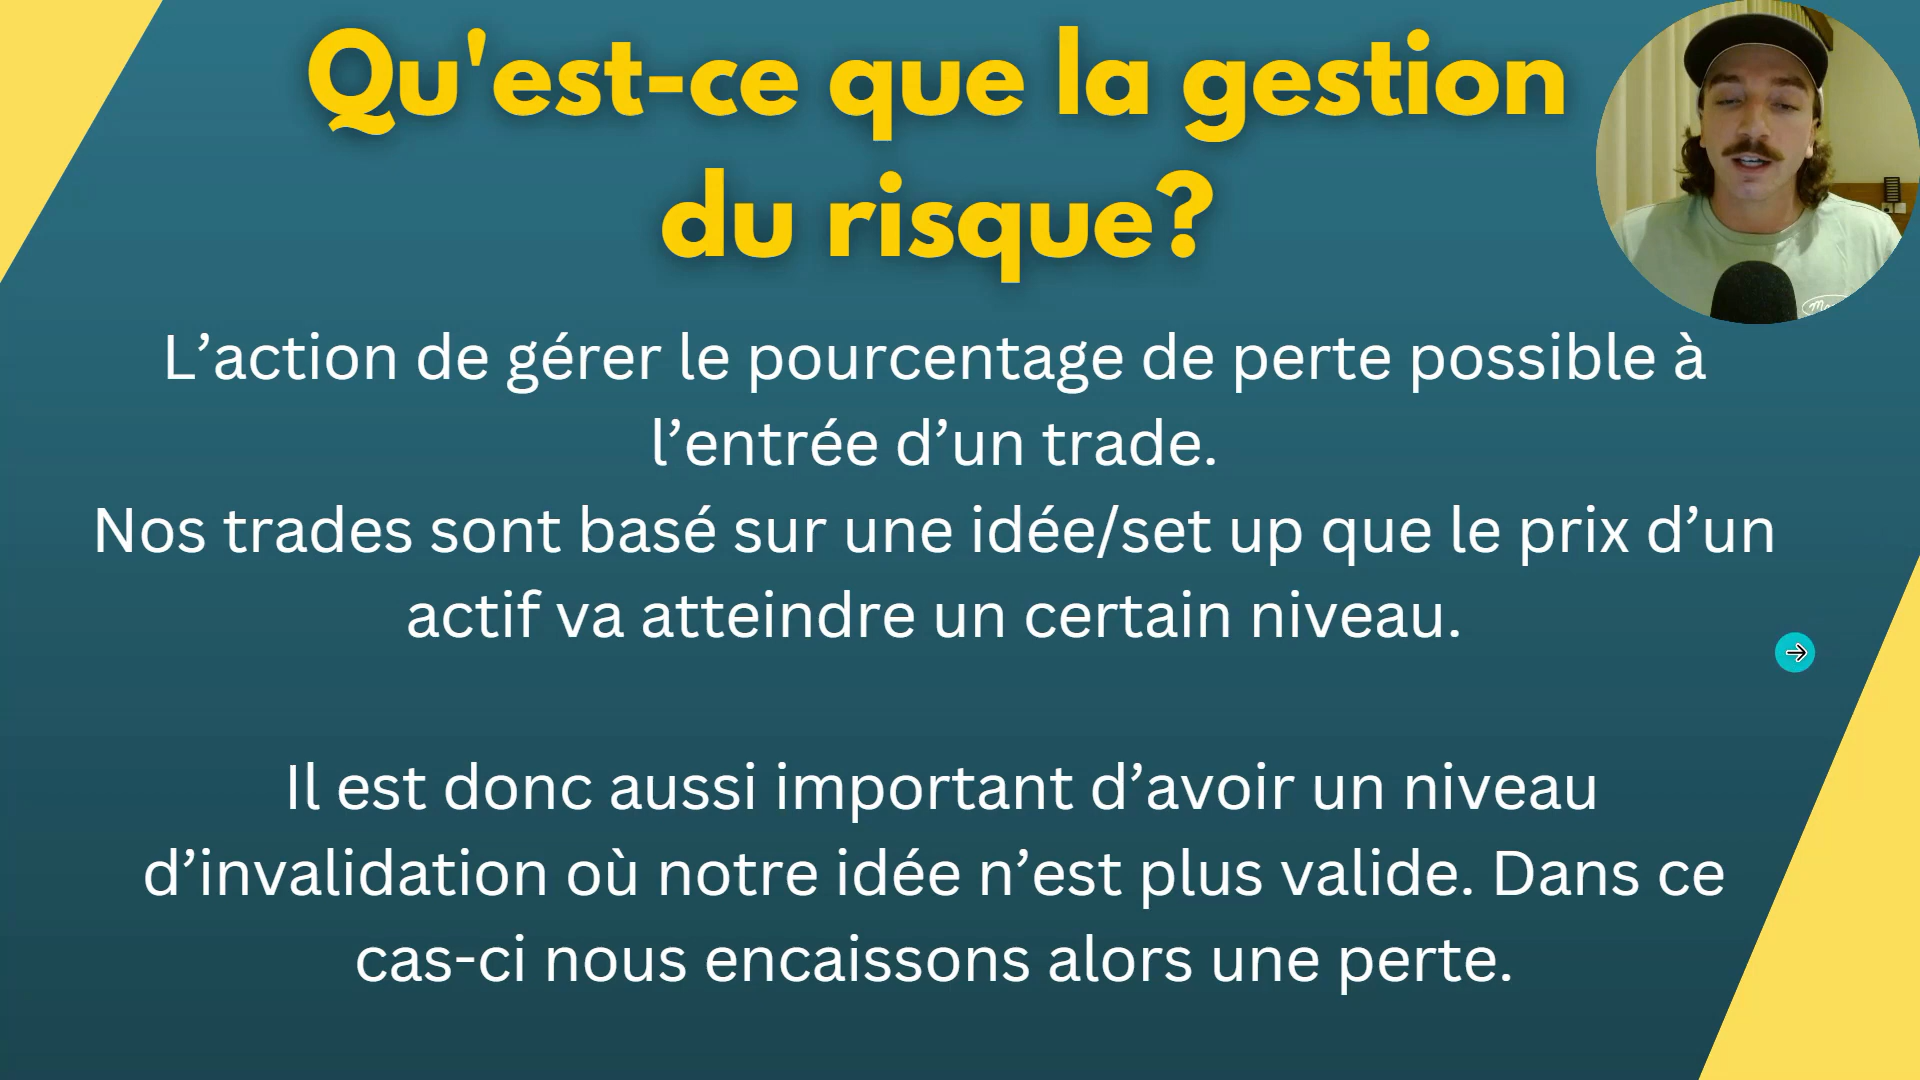 Qu'est-ce que la gestion
du risque?
L’action de gérer le pourcentage de perte possible à
l’entrée d’un trade.
Nos trades sont basé sur une idée/set up que le prix d’un
actif va atteindre un certain niveau.
Il est donc aussi important d’avoir un niveau
d’invalidation où notre idée n’est plus valide. Dans ce
cas-ci nous encaissons alors une perte.